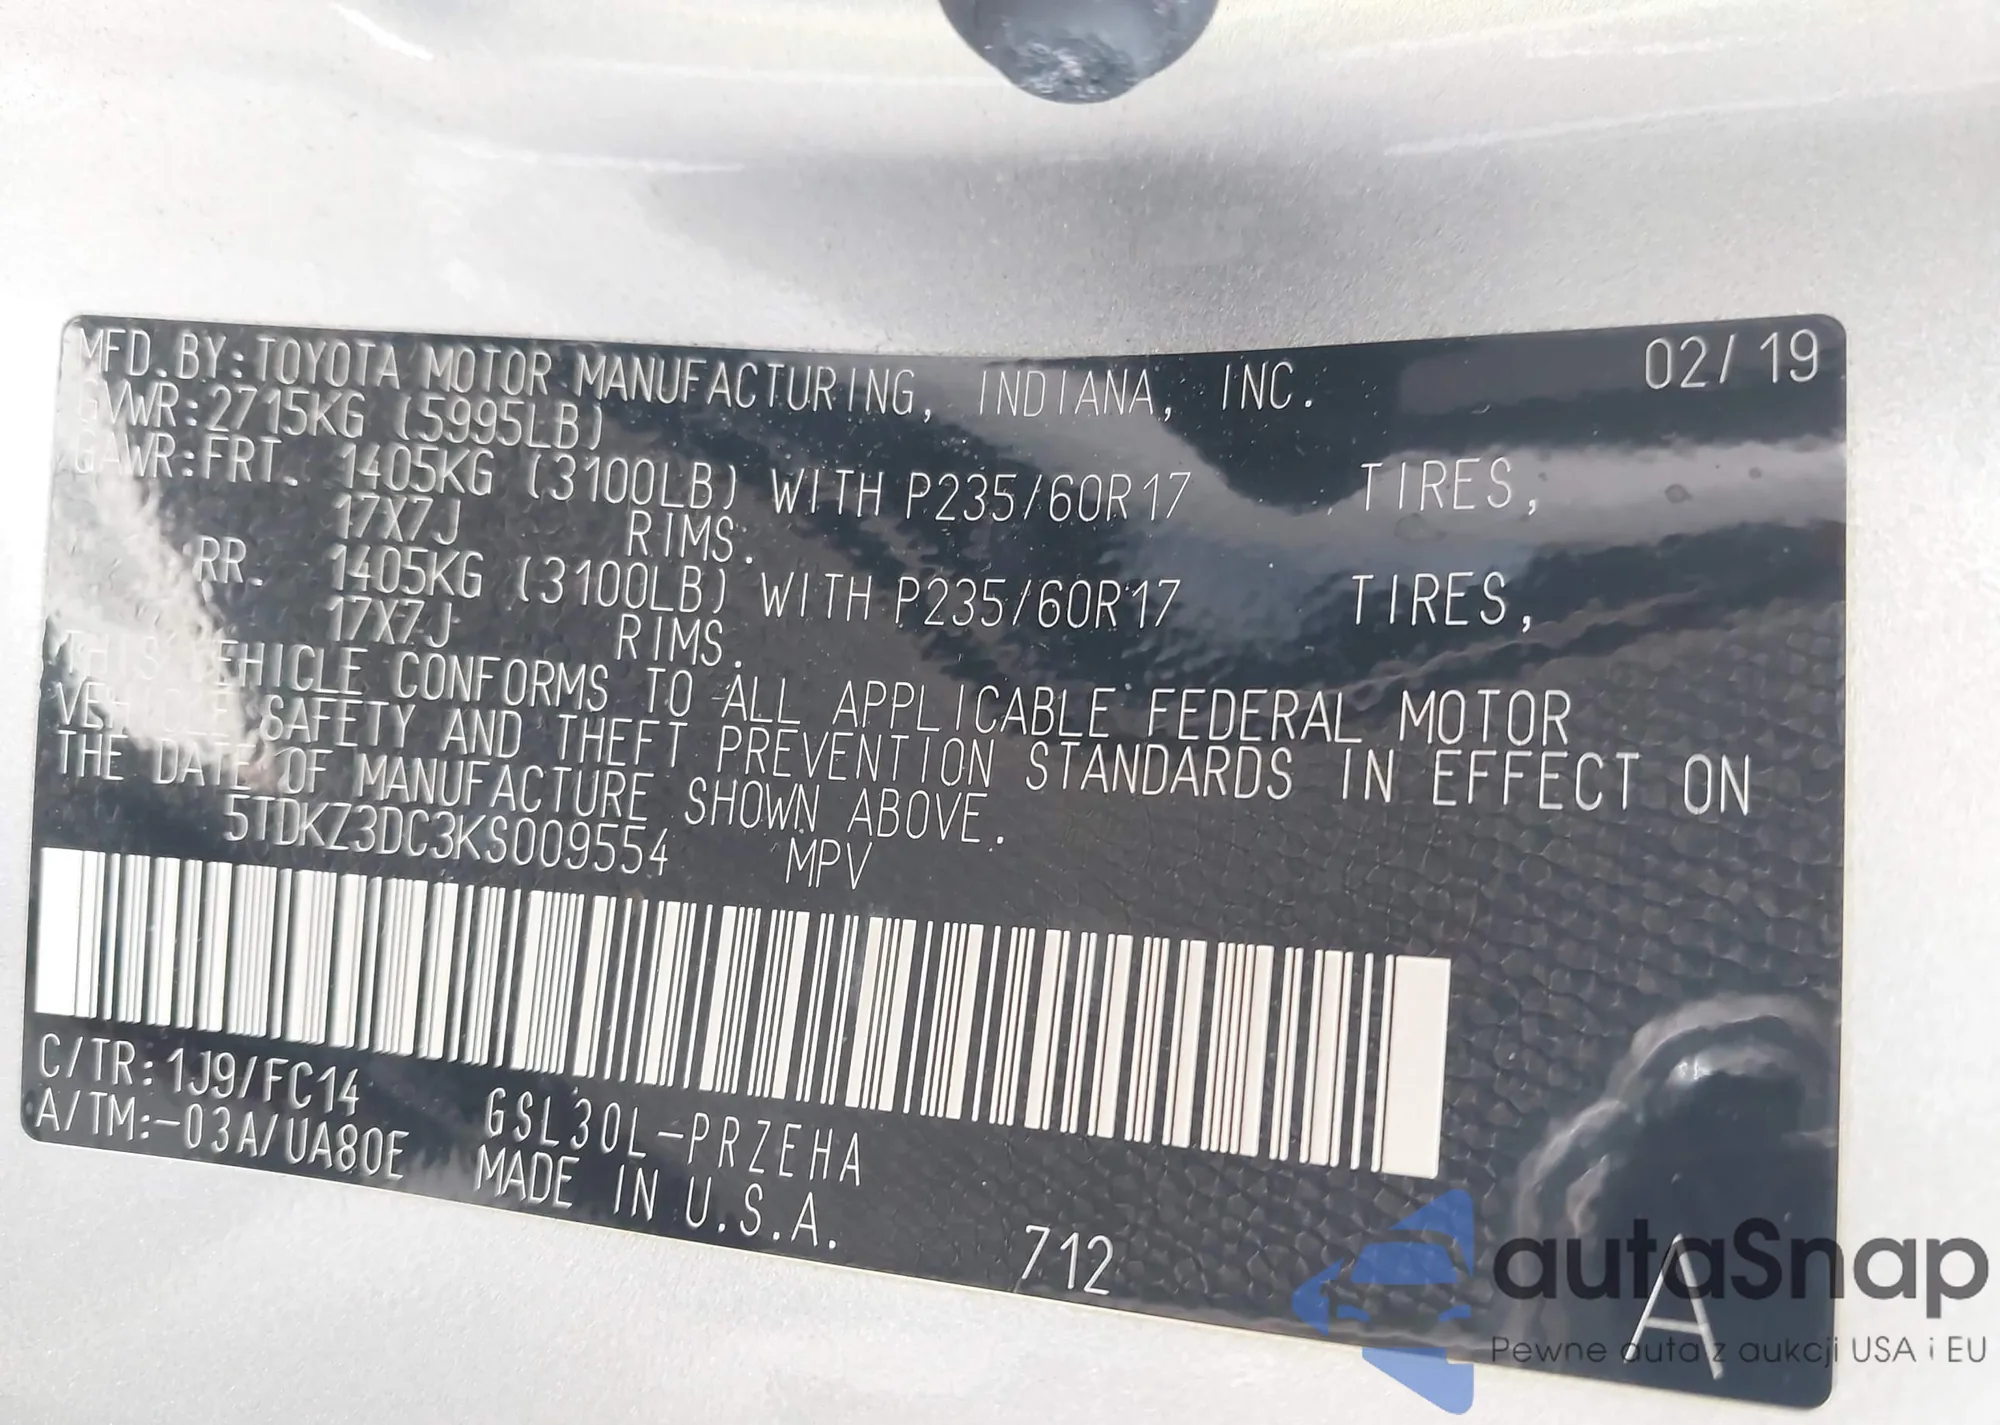 MFD.BY:TOYOTA MOTOR MANUFACTURING, INDIANA, INC. 02/19
GVWR:2715KG (5995LB)
GAWR:FRT. 1405KG (3100LB) WITH P235/60R17 TIRES,
17X7J RIMS.
RR. 1405KG (3100LB) WITH P235/60R17 TIRES,
17X7J RIMS.
THIS VEHICLE CONFORMS TO ALL APPLICABLE FEDERAL MOTOR
VEHICLE SAFETY AND THEFT PREVENTION STANDARDS IN EFFECT ON
THE DATE OF MANUFACTURE SHOWN ABOVE.
5TDKZ3DC3KS009554 MPV
C/TR:1J9/FC14
A/TM:-03A/UA80E
GSL30L-PRZEHA
MADE IN U.S.A.
712
A
autaSnap
Pewne auta z aukcji USA i EU